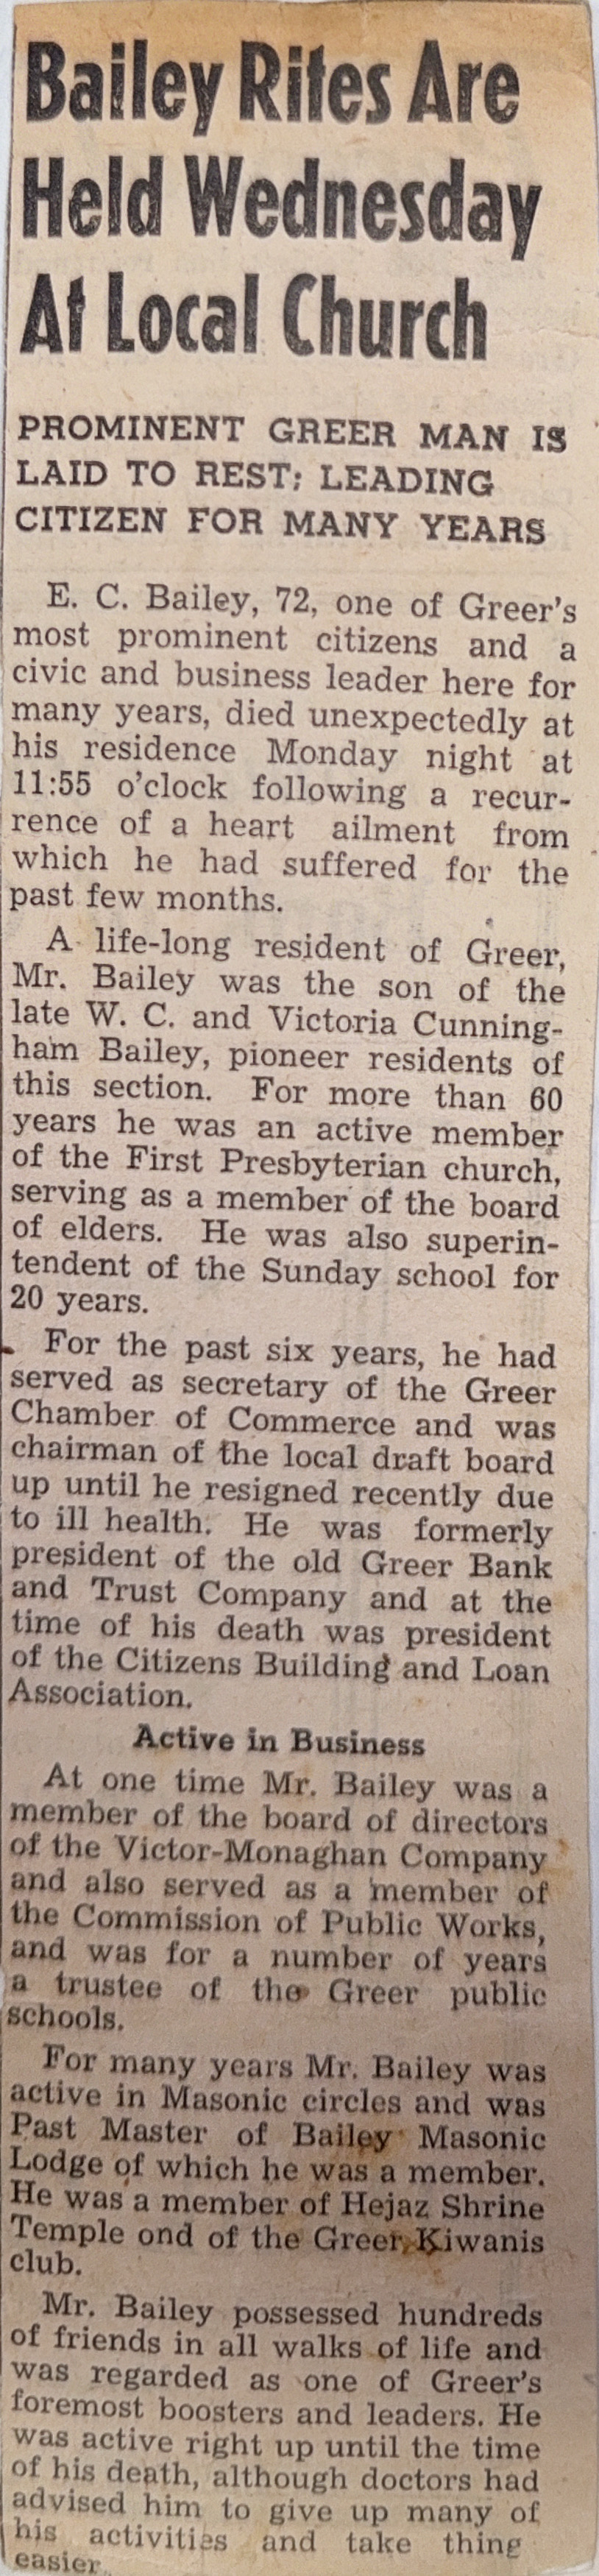 Bailey Rites Are
Held Wednesday
At Local Church
PROMINENT GREER MAN IS
LAID TO REST; LEADING
CITIZEN FOR MANY YEARS
E. C. Bailey, 72, one of Greer's
most prominent citizens and a
civic and business leader here for
many years, died unexpectedly at
his residence Monday night at
11:55 o'clock following a recur-
rence of a heart ailment from
which he had suffered for the
past few months.
A life-long resident of Greer,
Mr. Bailey was the son of the
late W. C. and Victoria Cunning-
ham Bailey, pioneer residents of
this section. For more than 60
years he was an active member
of the First Presbyterian church,
serving as a member of the board
of elders. He was also superin-
tendent of the Sunday school for
20 years.
For the past six years, he had
served as secretary of the Greer
Chamber of Commerce and was
chairman of the local draft board
up until he resigned recently due
to ill health. He was formerly
president of the old Greer Bank
and Trust Company and at the
time of his death was president
of the Citizens Building and Loan
Association.
Active in Business
At one time Mr. Bailey was a
member of the board of directors
of the Victor-Monaghan Company
and also served as a member of
the Commission of Public Works,
and was for a number of years
a trustee of the Greer public
schools.
For many years Mr. Bailey was
active in Masonic circles and was
Past Master of Bailey Masonic
Lodge of which he was a member.
He was a member of Hejaz Shrine
Temple ond of the Greer Kiwanis
club.
Mr. Bailey possessed hundreds
of friends in all walks of life and
was regarded as one of Greer's
foremost boosters and leaders. He
was active right up until the time
of his death, although doctors had
advised him to give up many of
his activities and take thing
easier.